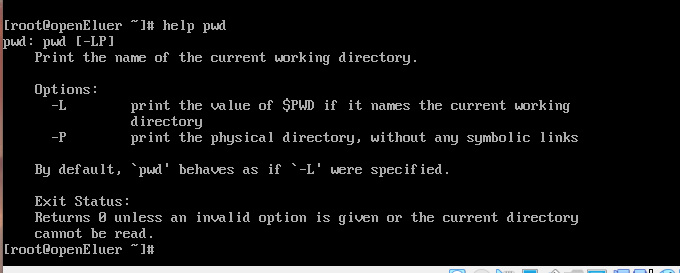 [root@openEluer ~]# help pwd
pwd: pwd [-LP]
    Print the name of the current working directory.

    Options:
      -L        print the value of $PWD if it names the current working
                directory
      -P        print the physical directory, without any symbolic links

    By default, `pwd' behaves as if `-L' were specified.

    Exit Status:
    Returns 0 unless an invalid option is given or the current directory
    cannot be read.
[root@openEluer ~]#